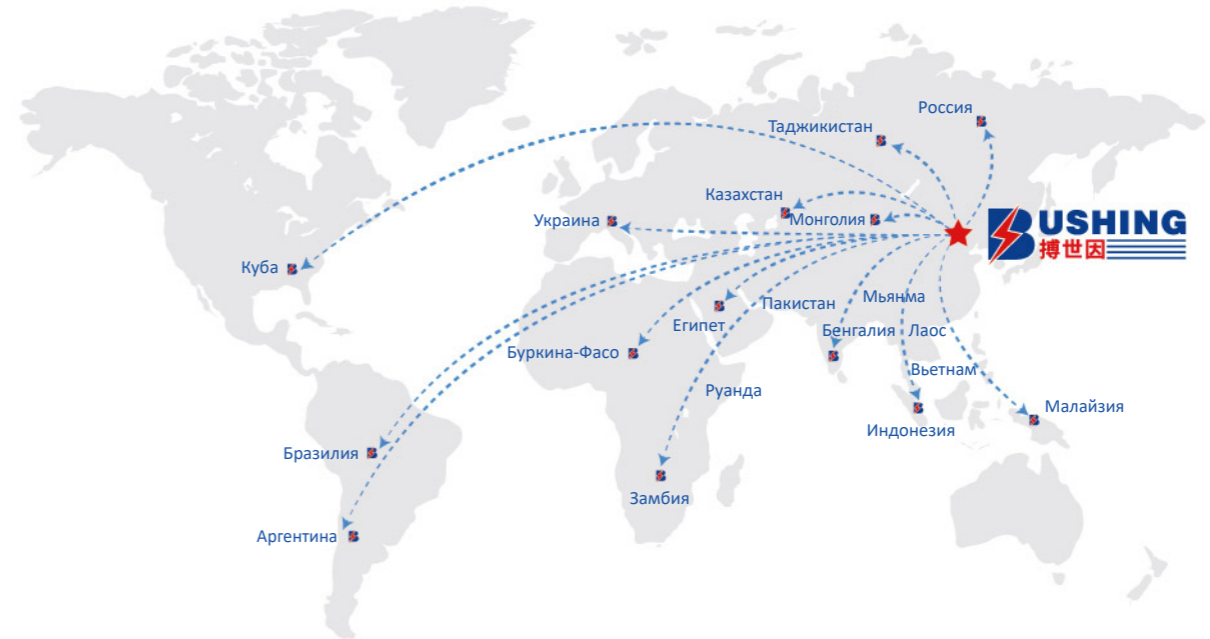 Россия
Таджикистан
Казахстан
Монголия
Украина
BUSHING
搏世因
Куба
Пакистан
Мьянма
Египет
Бенгалия
Лаос
Буркина-Фасо
Вьетнам
Руанда
Малайзия
Индонезия
Бразилия
Замбия
Аргентина